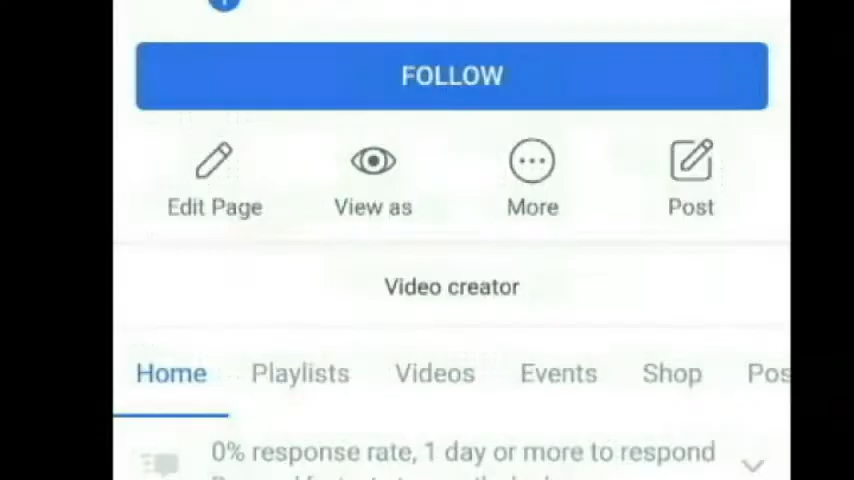 FOLLOW
Edit Page View as More Post
Video creator
Home Playlists Videos Events Shop Pos
0% response rate, 1 day or more to respond